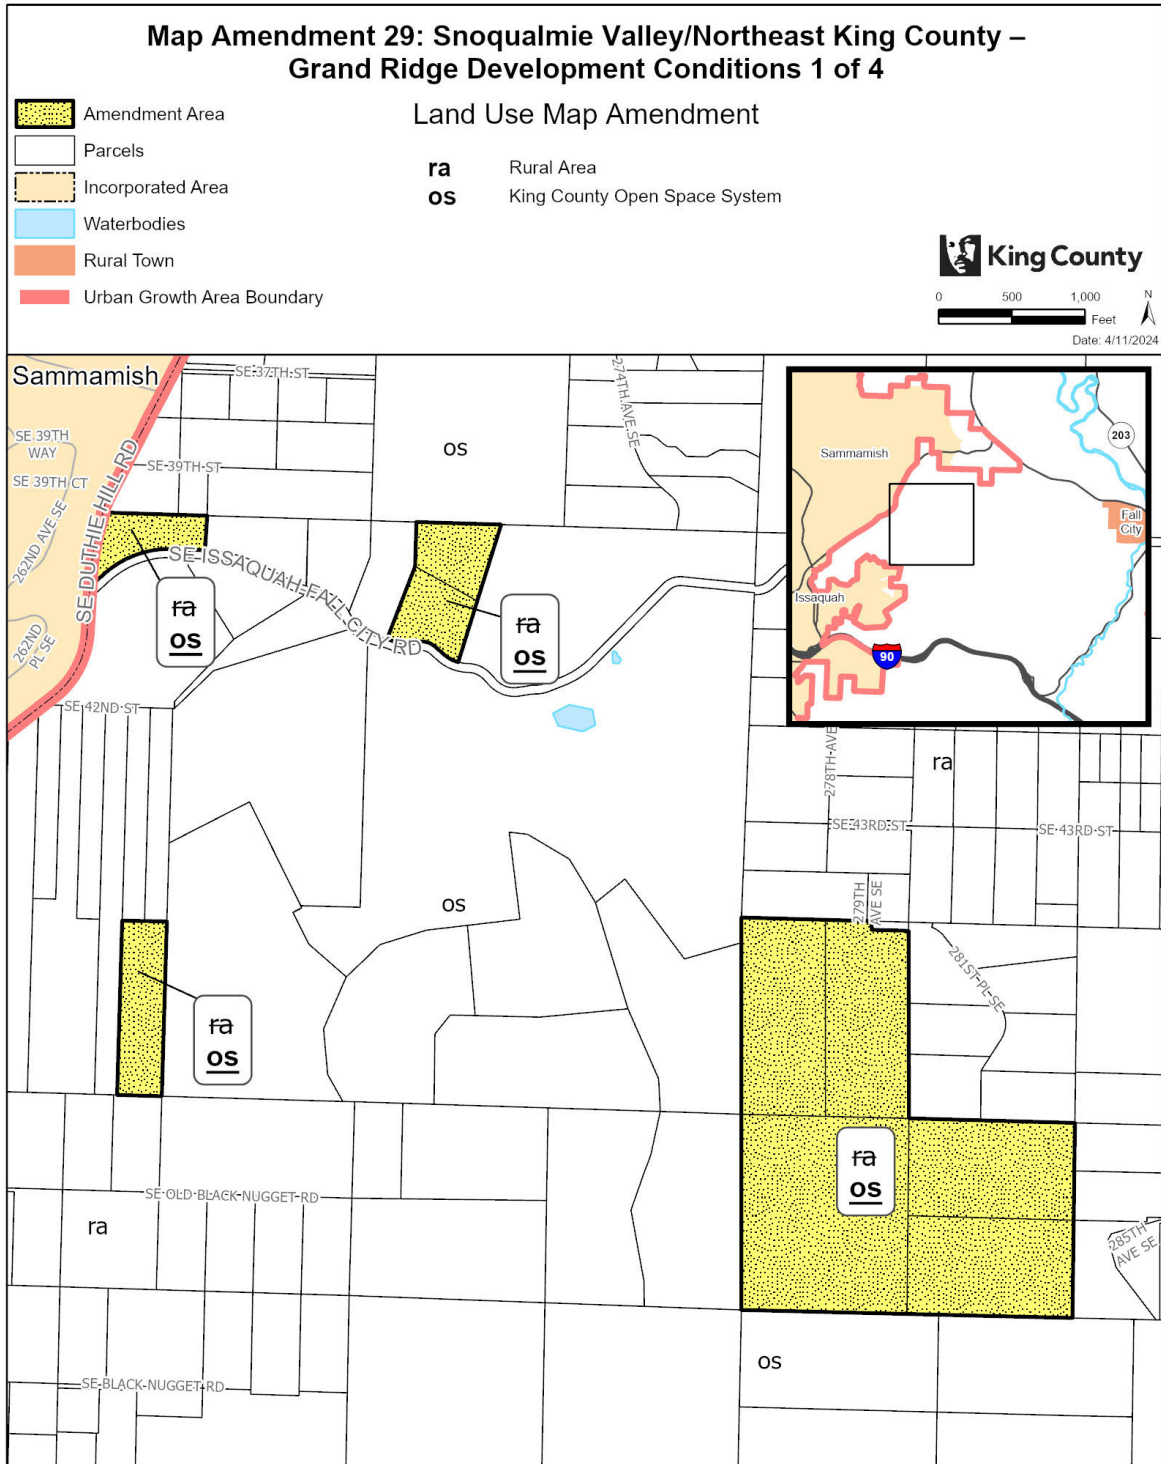 Map Amendment 29: Snoqualmie Valley/Northeast King County –
Grand Ridge Development Conditions 1 of 4
Land Use Map Amendment
Amendment Area
Parcels
Incorporated Area
Waterbodies
Rural Town
Urban Growth Area Boundary
ra Rural Area
os King County Open Space System
King County
0 500 1,000
Feet
N
Date: 4/11/2024
Sammamish
SE 37TH ST
274TH AVE SE
SE 39TH
WAY
SE 39TH ST
SE 39TH CT
262ND AVE SE
SE DUTHIE HILL RD
os
SE ISSAQUAH FALL CITY RD
ra
os
ra
os
262ND
PL SE
SE 42ND ST
203
Sammamish
Fall
City
Issaquah
90
278TH AVE
ra
SE 43RD ST
SE 43RD ST
279TH
AVE SE
os
281ST PL SE
ra
os
ra
os
SE OLD BLACK NUGGET RD
ra
285TH
AVE SE
os
SE BLACK NUGGET RD